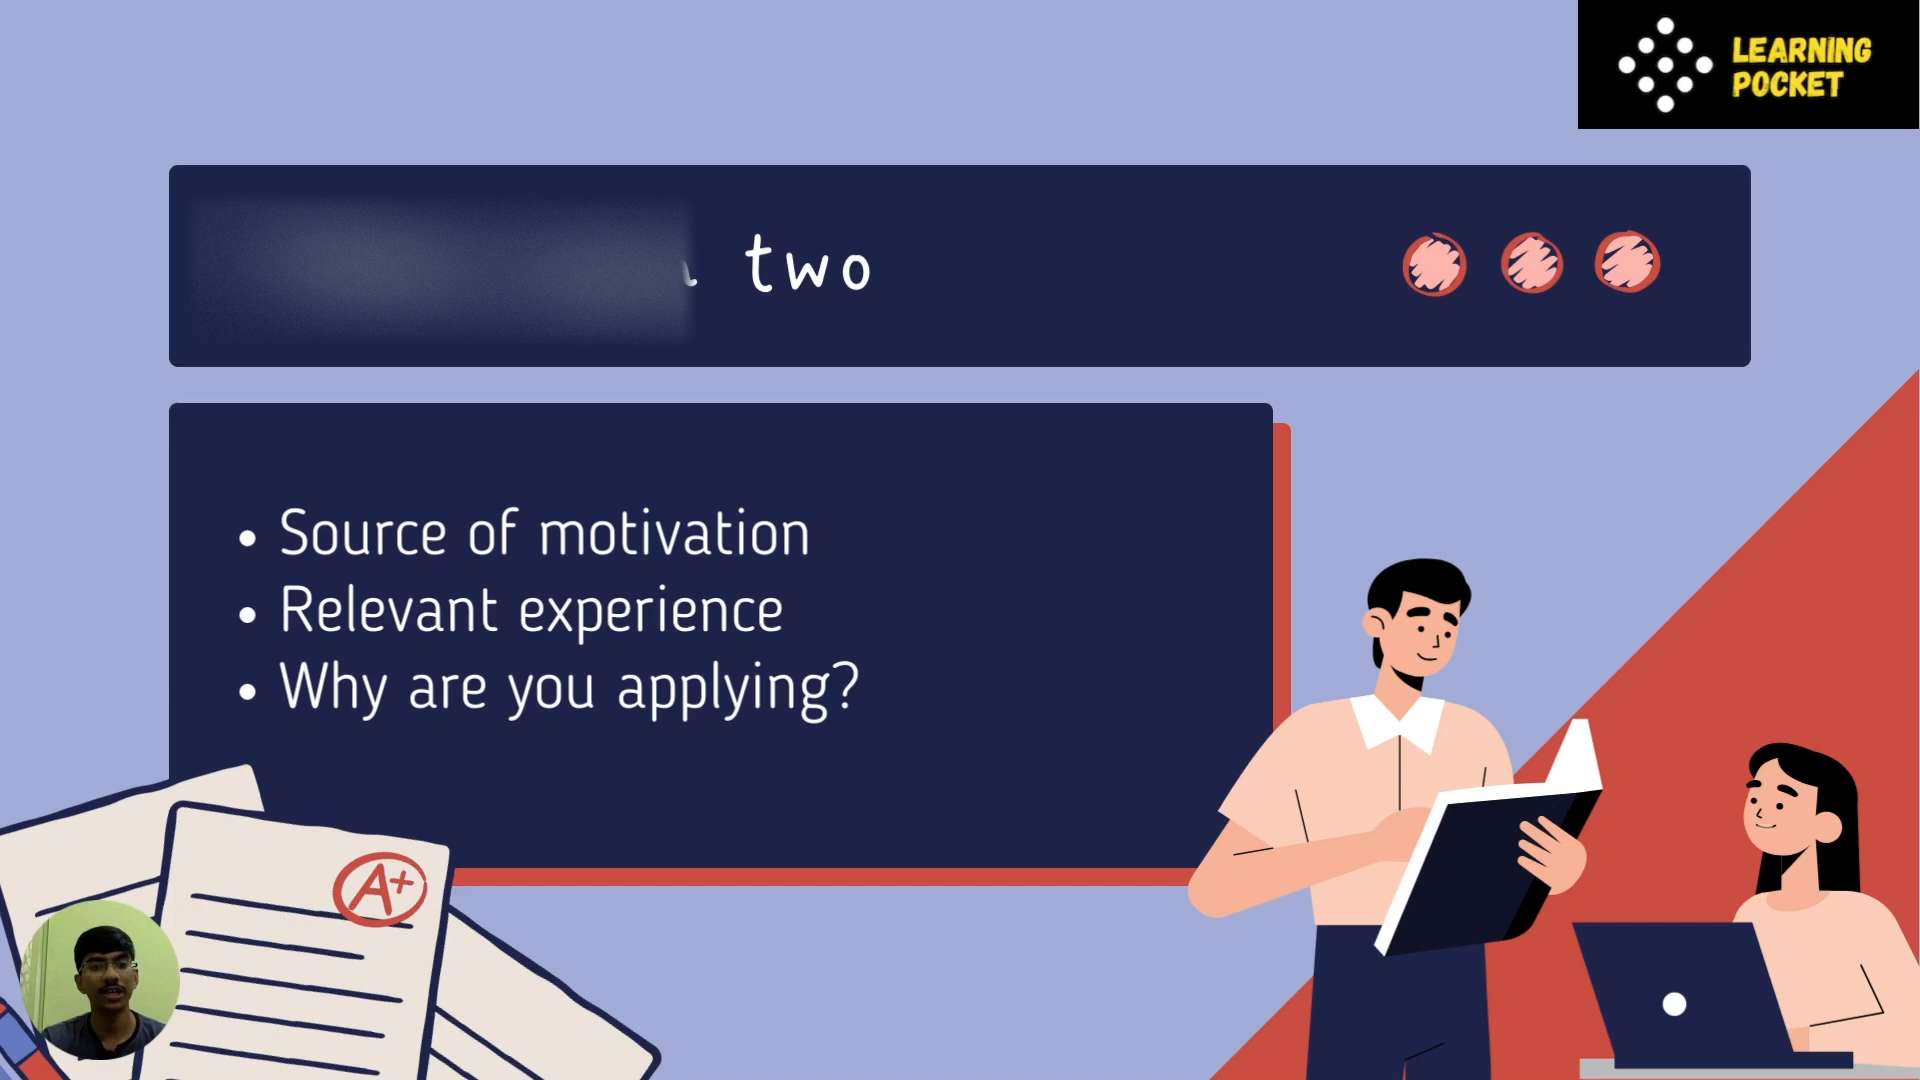 LEARNING
POCKET
two
• Source of motivation
• Relevant experience
• Why are you applying?
A+